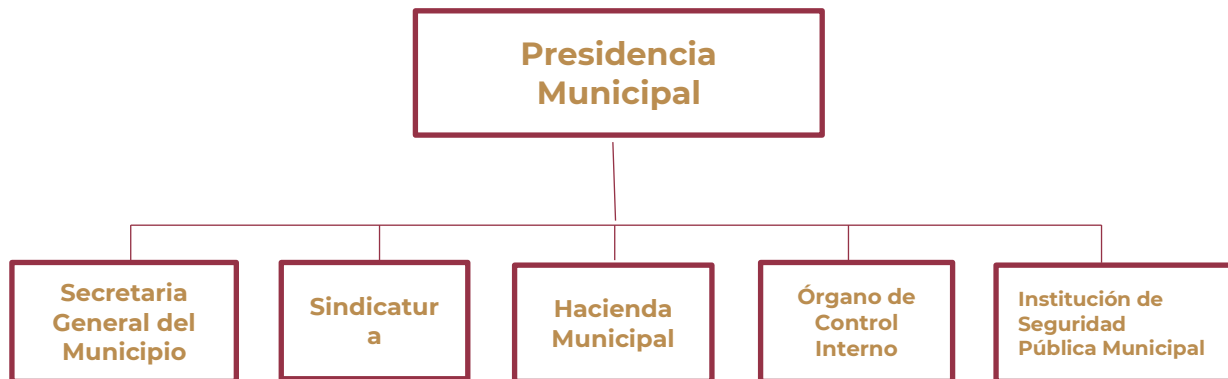 Presidencia
Municipal
Secretaria
General del
Municipio
Sindicatur
a
Hacienda
Municipal
Órgano de
Control
Interno
Institución de
Seguridad
Pública Municipal